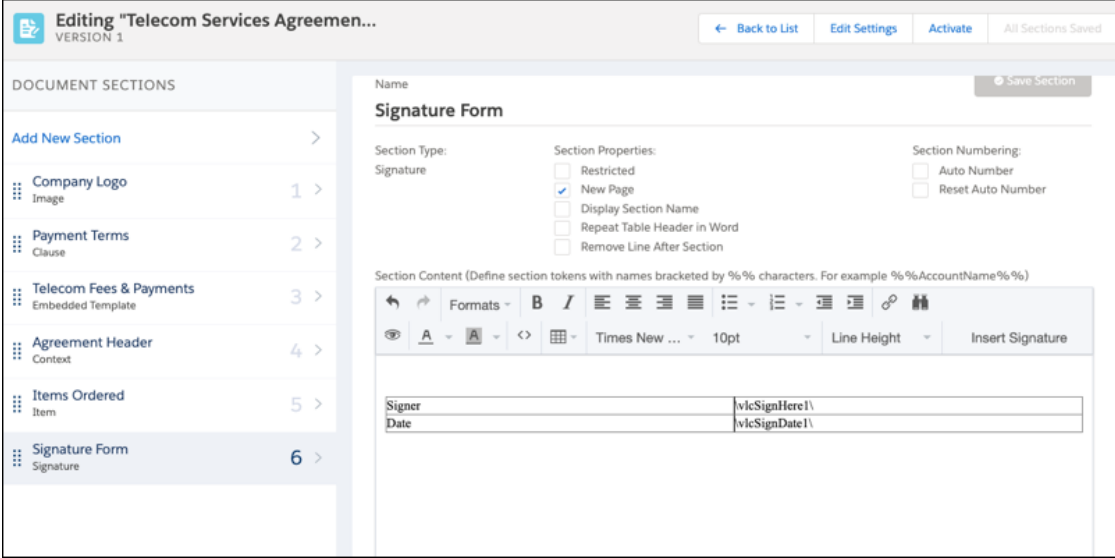 Editing "Telecom Services Agreemen...
VERSION 1
← Back to List
Edit Settings
Activate
All Sections Saved
DOCUMENT SECTIONS
Add New Section
Company Logo
Image
1
Payment Terms
Clause
2
Telecom Fees & Payments
Embedded Template
3
Agreement Header
Context
4
Items Ordered
Item
5
Signature Form
Signature
6
Save Section
Name
Signature Form
Section Type:
Signature
Section Properties:
Restricted
New Page
Display Section Name
Repeat Table Header in Word
Remove Line After Section
Section Numbering:
Auto Number
Reset Auto Number
Section Content (Define section tokens with names bracketed by %% characters. For example %%AccountName%%)
Formats B I
A A <> Times New ... 10pt Line Height Insert Signature
Signer \vlcSignHere1\
Date \vlcSignDate1\